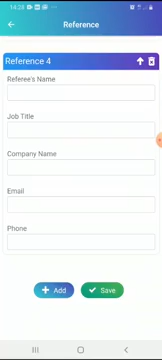 14:28
Reference
Reference 4
Referee's Name
Job Title
Company Name
Email
Phone
Add Save